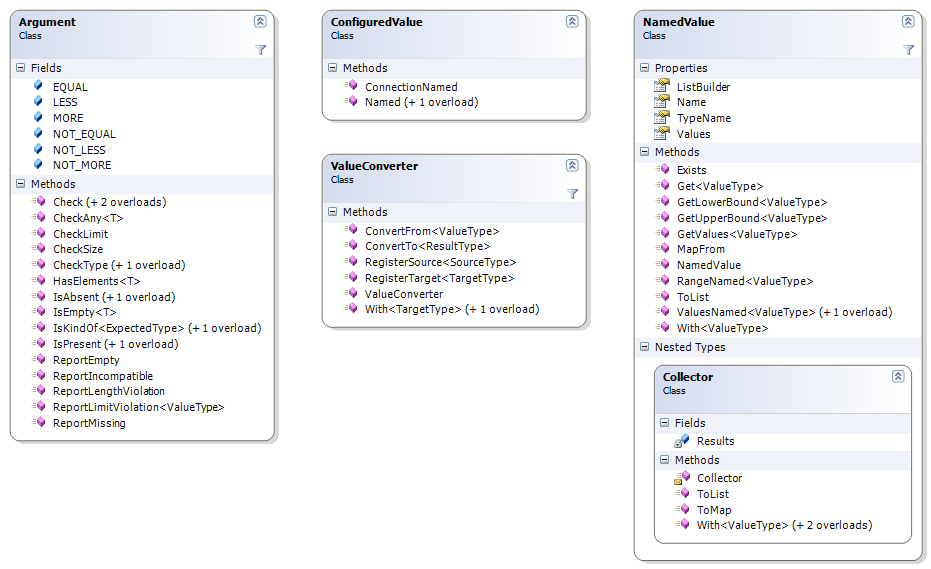 Argument
Class
Fields
EQUAL
LESS
MORE
NOT_EQUAL
NOT_LESS
NOT_MORE
Methods
Check (+ 2 overloads)
CheckAny<T>
CheckLimit
CheckSize
CheckType (+ 1 overload)
HasElements<T>
IsAbsent (+ 1 overload)
IsEmpty<T>
IsKindOf<ExpectedType> (+ 1 overload)
IsPresent (+ 1 overload)
ReportEmpty
ReportIncompatible
ReportLengthViolation
ReportLimitViolation<ValueType>
ReportMissing
ConfiguredValue
Class
Methods
ConnectionNamed
Named (+ 1 overload)
ValueConverter
Class
Methods
ConvertFrom<ValueType>
ConvertTo<ResultType>
RegisterSource<SourceType>
RegisterTarget<TargetType>
ValueConverter
With<TargetType> (+ 1 overload)
NamedValue
Class
Properties
ListBuilder
Name
TypeName
Values
Methods
Exists
Get<ValueType>
GetLowerBound<ValueType>
GetUpperBound<ValueType>
GetValues<ValueType>
MapFrom
NamedValue
RangeNamed<ValueType>
ToList
ValuesNamed<ValueType> (+ 1 overload)
With<ValueType>
Nested Types
Collector
Class
Fields
Results
Methods
Collector
ToList
ToMap
With<ValueType> (+ 2 overloads)